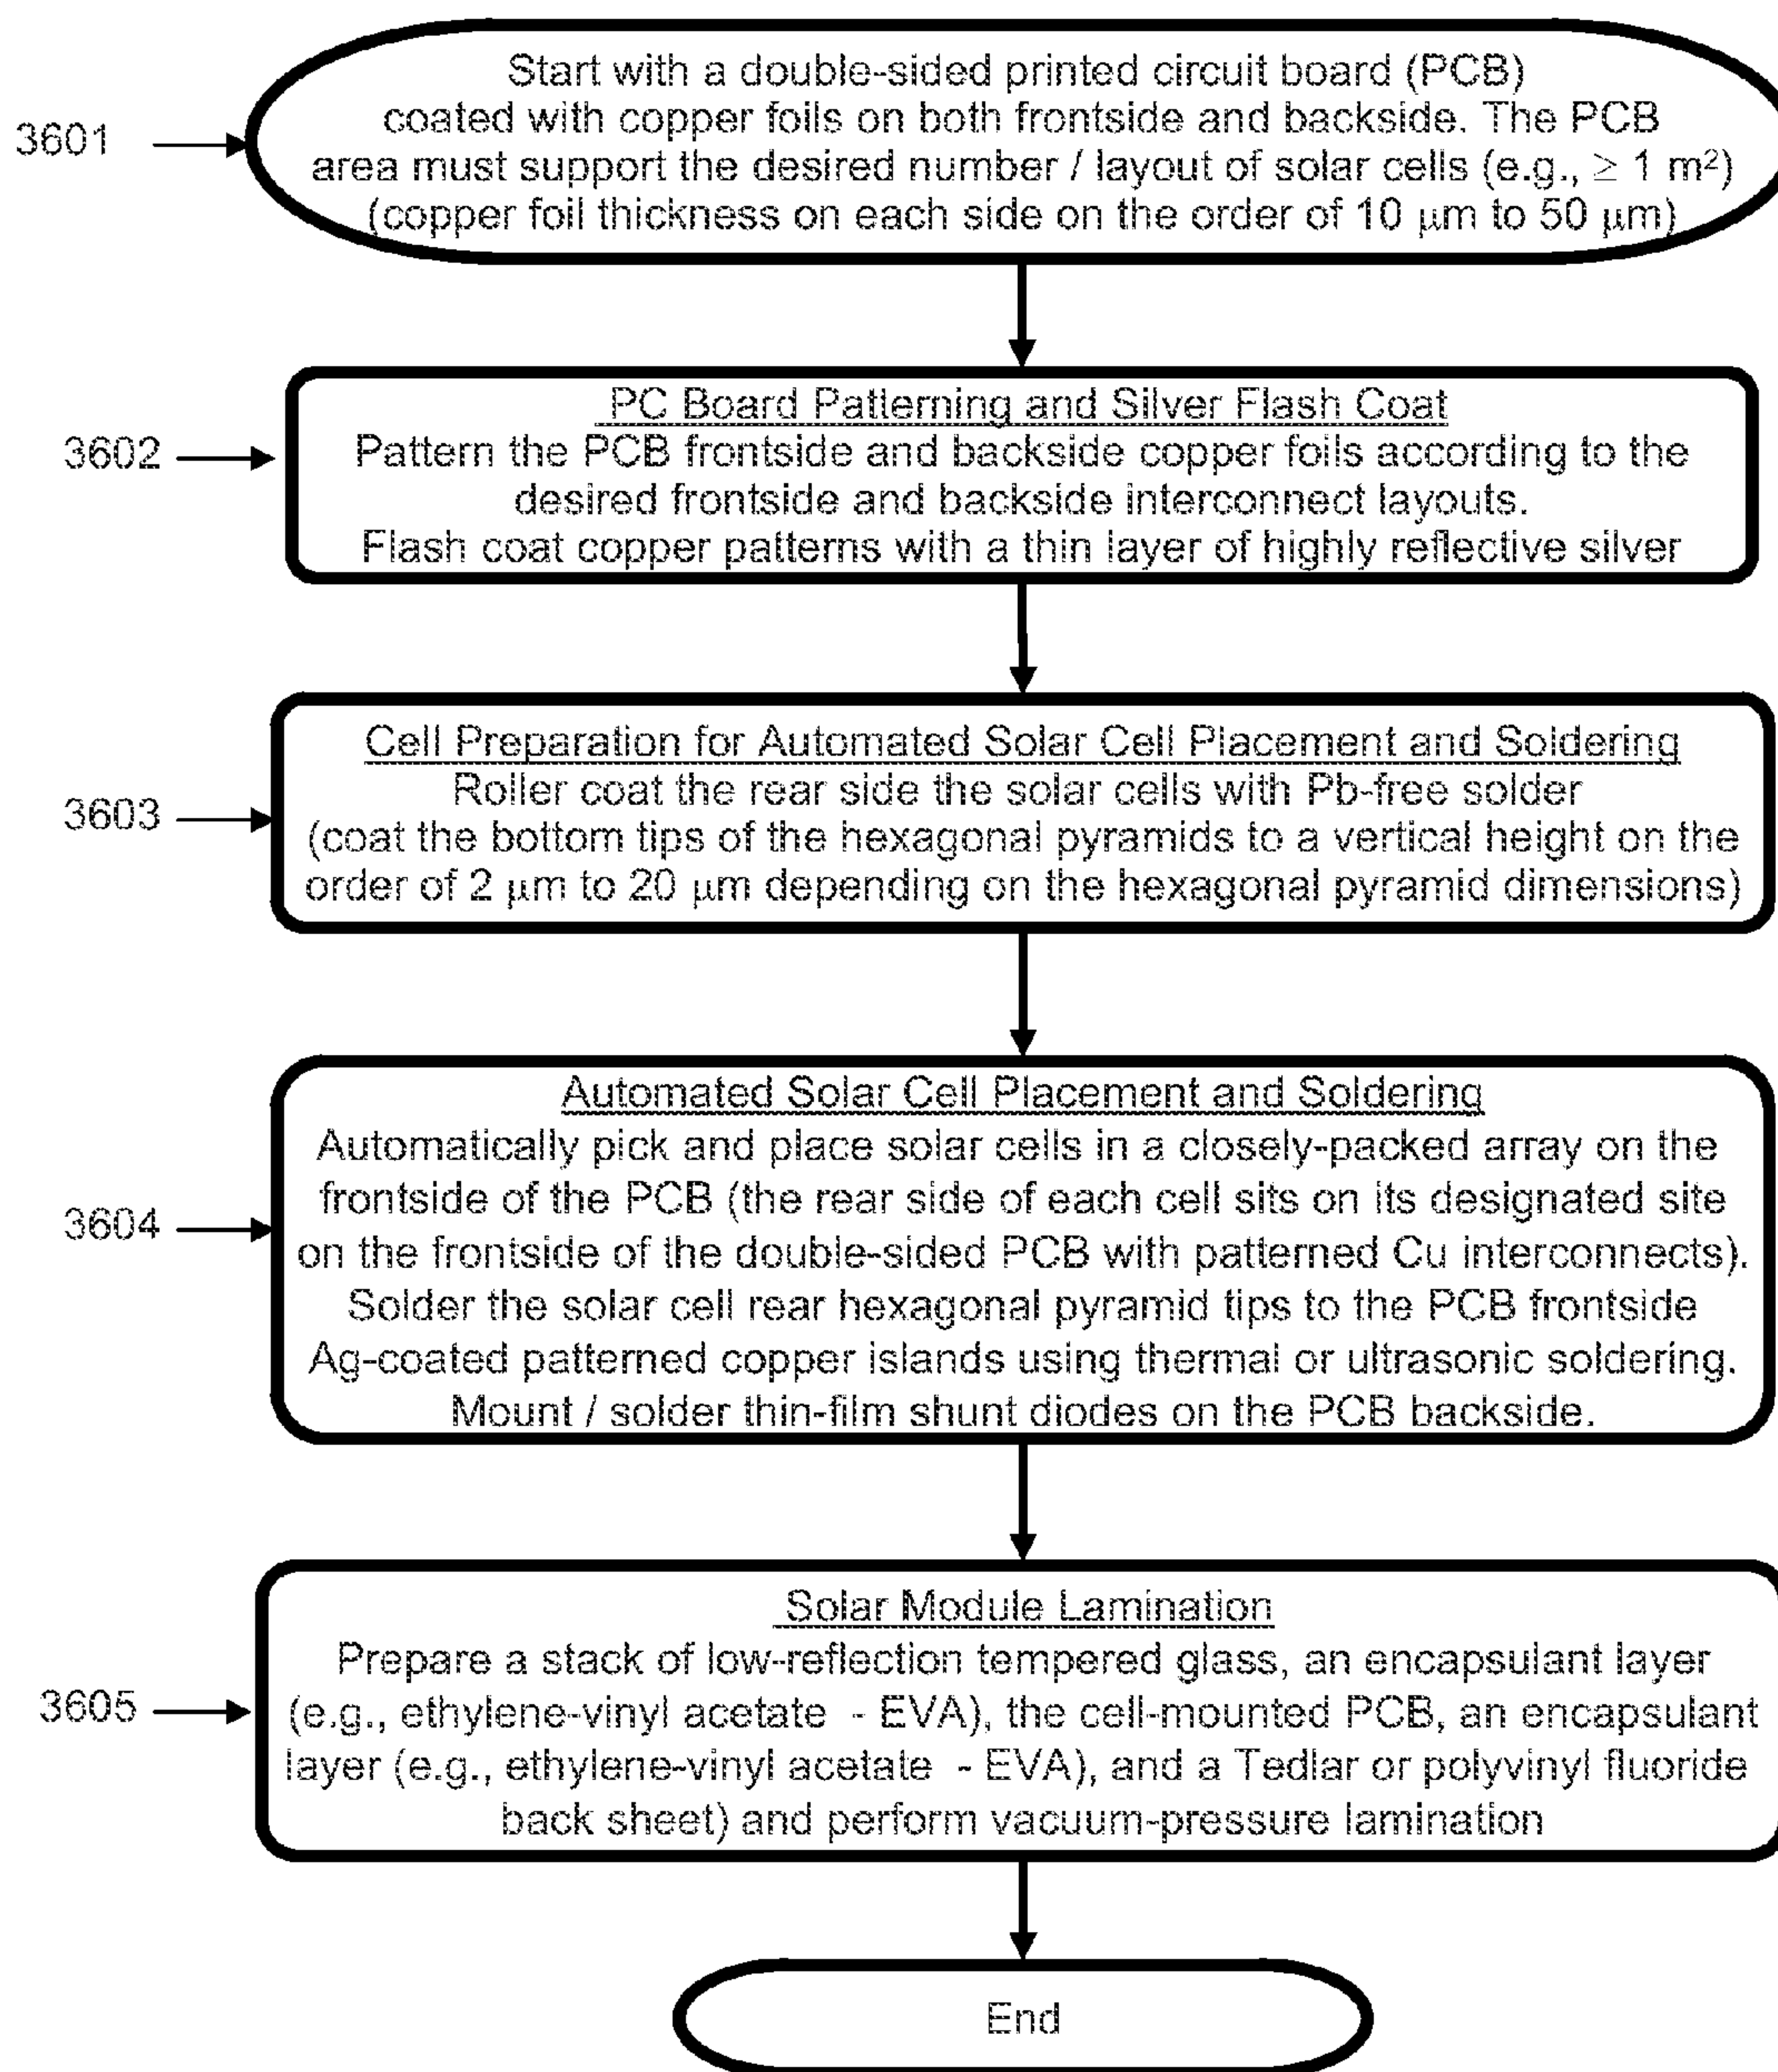 3601
Start with a double-sided printed circuit board (PCB)
coated with copper foils on both frontside and backside. The PCB
area must support the desired number / layout of solar cells (e.g., ≥ 1 m²)
(copper foil thickness on each side on the order of 10 μm to 50 μm)
3602
PC Board Patterning and Silver Flash Coat
Pattern the PCB frontside and backside copper foils according to the
desired frontside and backside interconnect layouts.
Flash coat copper patterns with a thin layer of highly reflective silver
3603
Cell Preparation for Automated Solar Cell Placement and Soldering
Roller coat the rear side the solar cells with Pb-free solder
(coat the bottom tips of the hexagonal pyramids to a vertical height on the
order of 2 μm to 20 μm depending on the hexagonal pyramid dimensions)
3604
Automated Solar Cell Placement and Soldering
Automatically pick and place solar cells in a closely-packed array on the
frontside of the PCB (the rear side of each cell sits on its designated site
on the frontside of the double-sided PCB with patterned Cu interconnects).
Solder the solar cell rear hexagonal pyramid tips to the PCB frontside
Ag-coated patterned copper islands using thermal or ultrasonic soldering.
Mount / solder thin-film shunt diodes on the PCB backside.
3605
Solar Module Lamination
Prepare a stack of low-reflection tempered glass, an encapsulant layer
(e.g., ethylene-vinyl acetate - EVA), the cell-mounted PCB, an encapsulant
layer (e.g., ethylene-vinyl acetate - EVA), and a Tedlar or polyvinyl fluoride
back sheet) and perform vacuum-pressure lamination
End